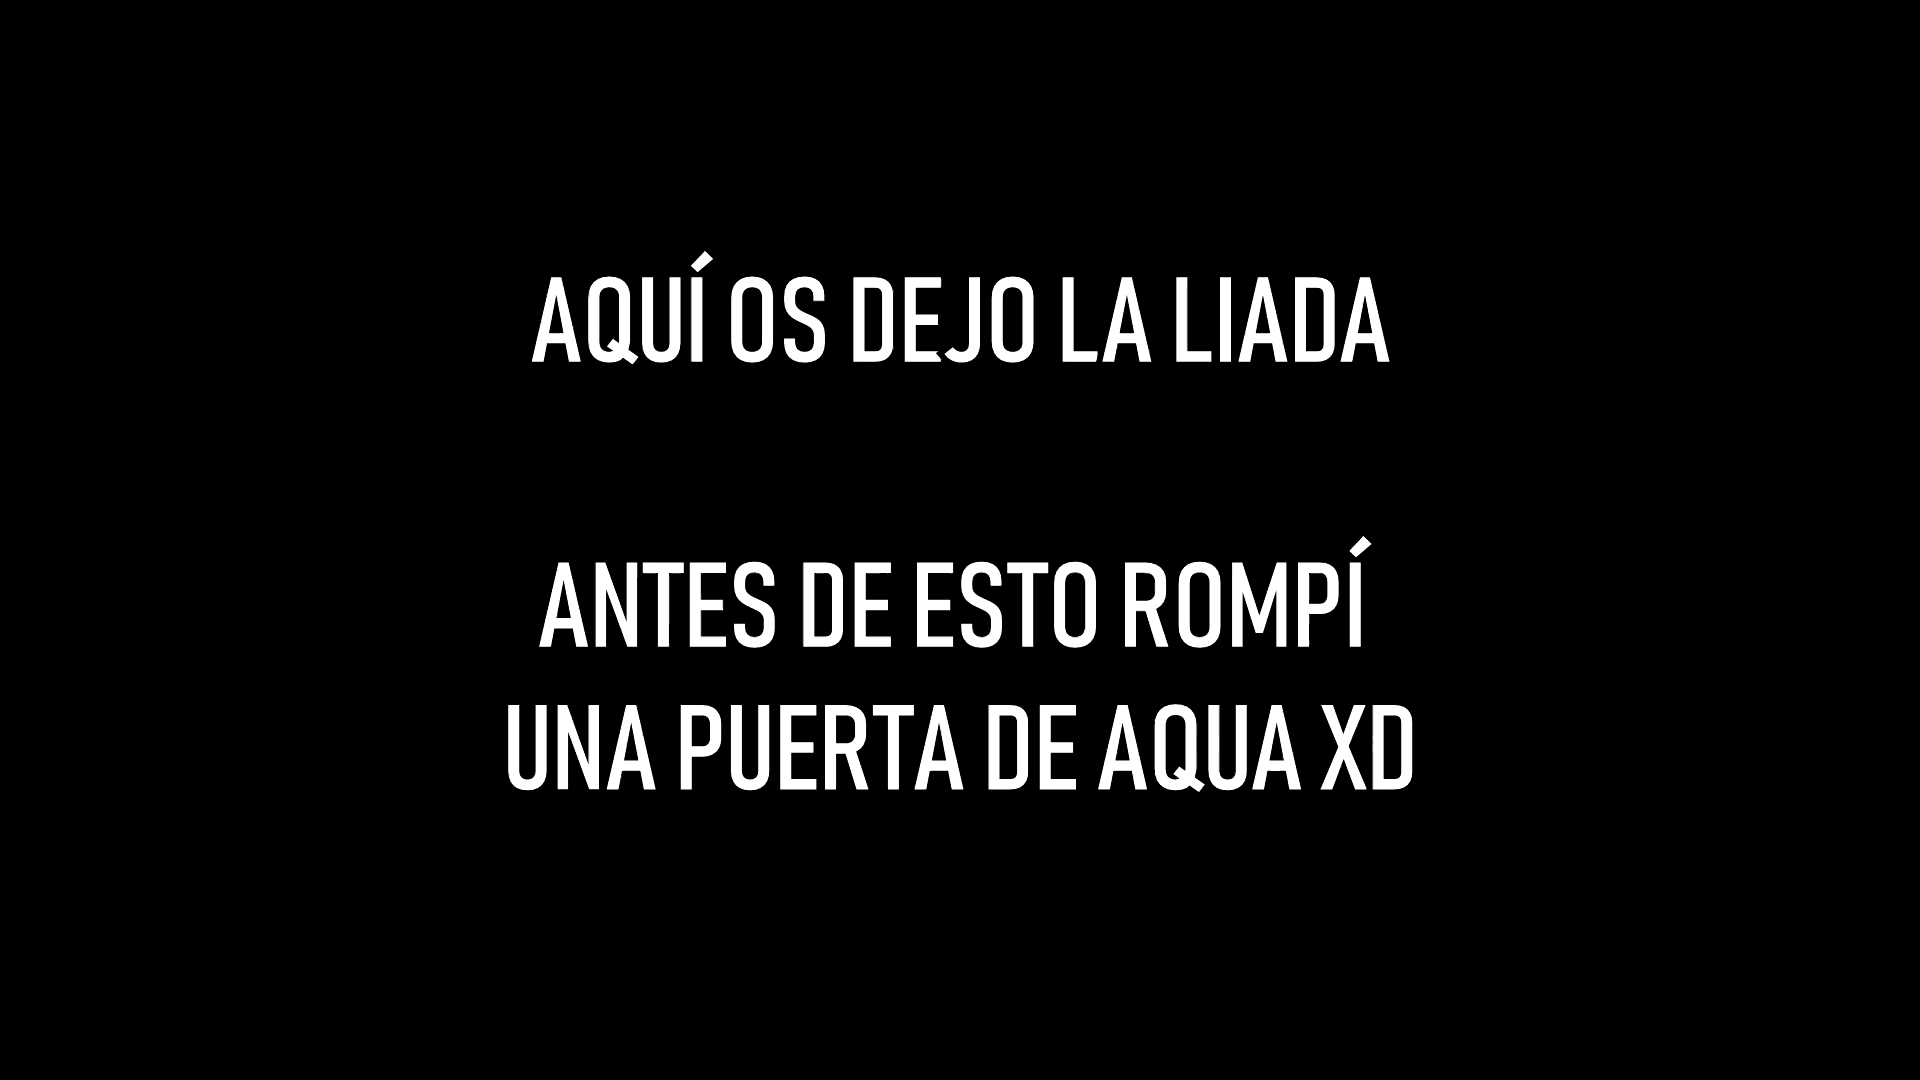 AQUÍ OS DEJO LA LIADA
ANTES DE ESTO ROMPÍ
UNA PUERTA DE AQUA XD